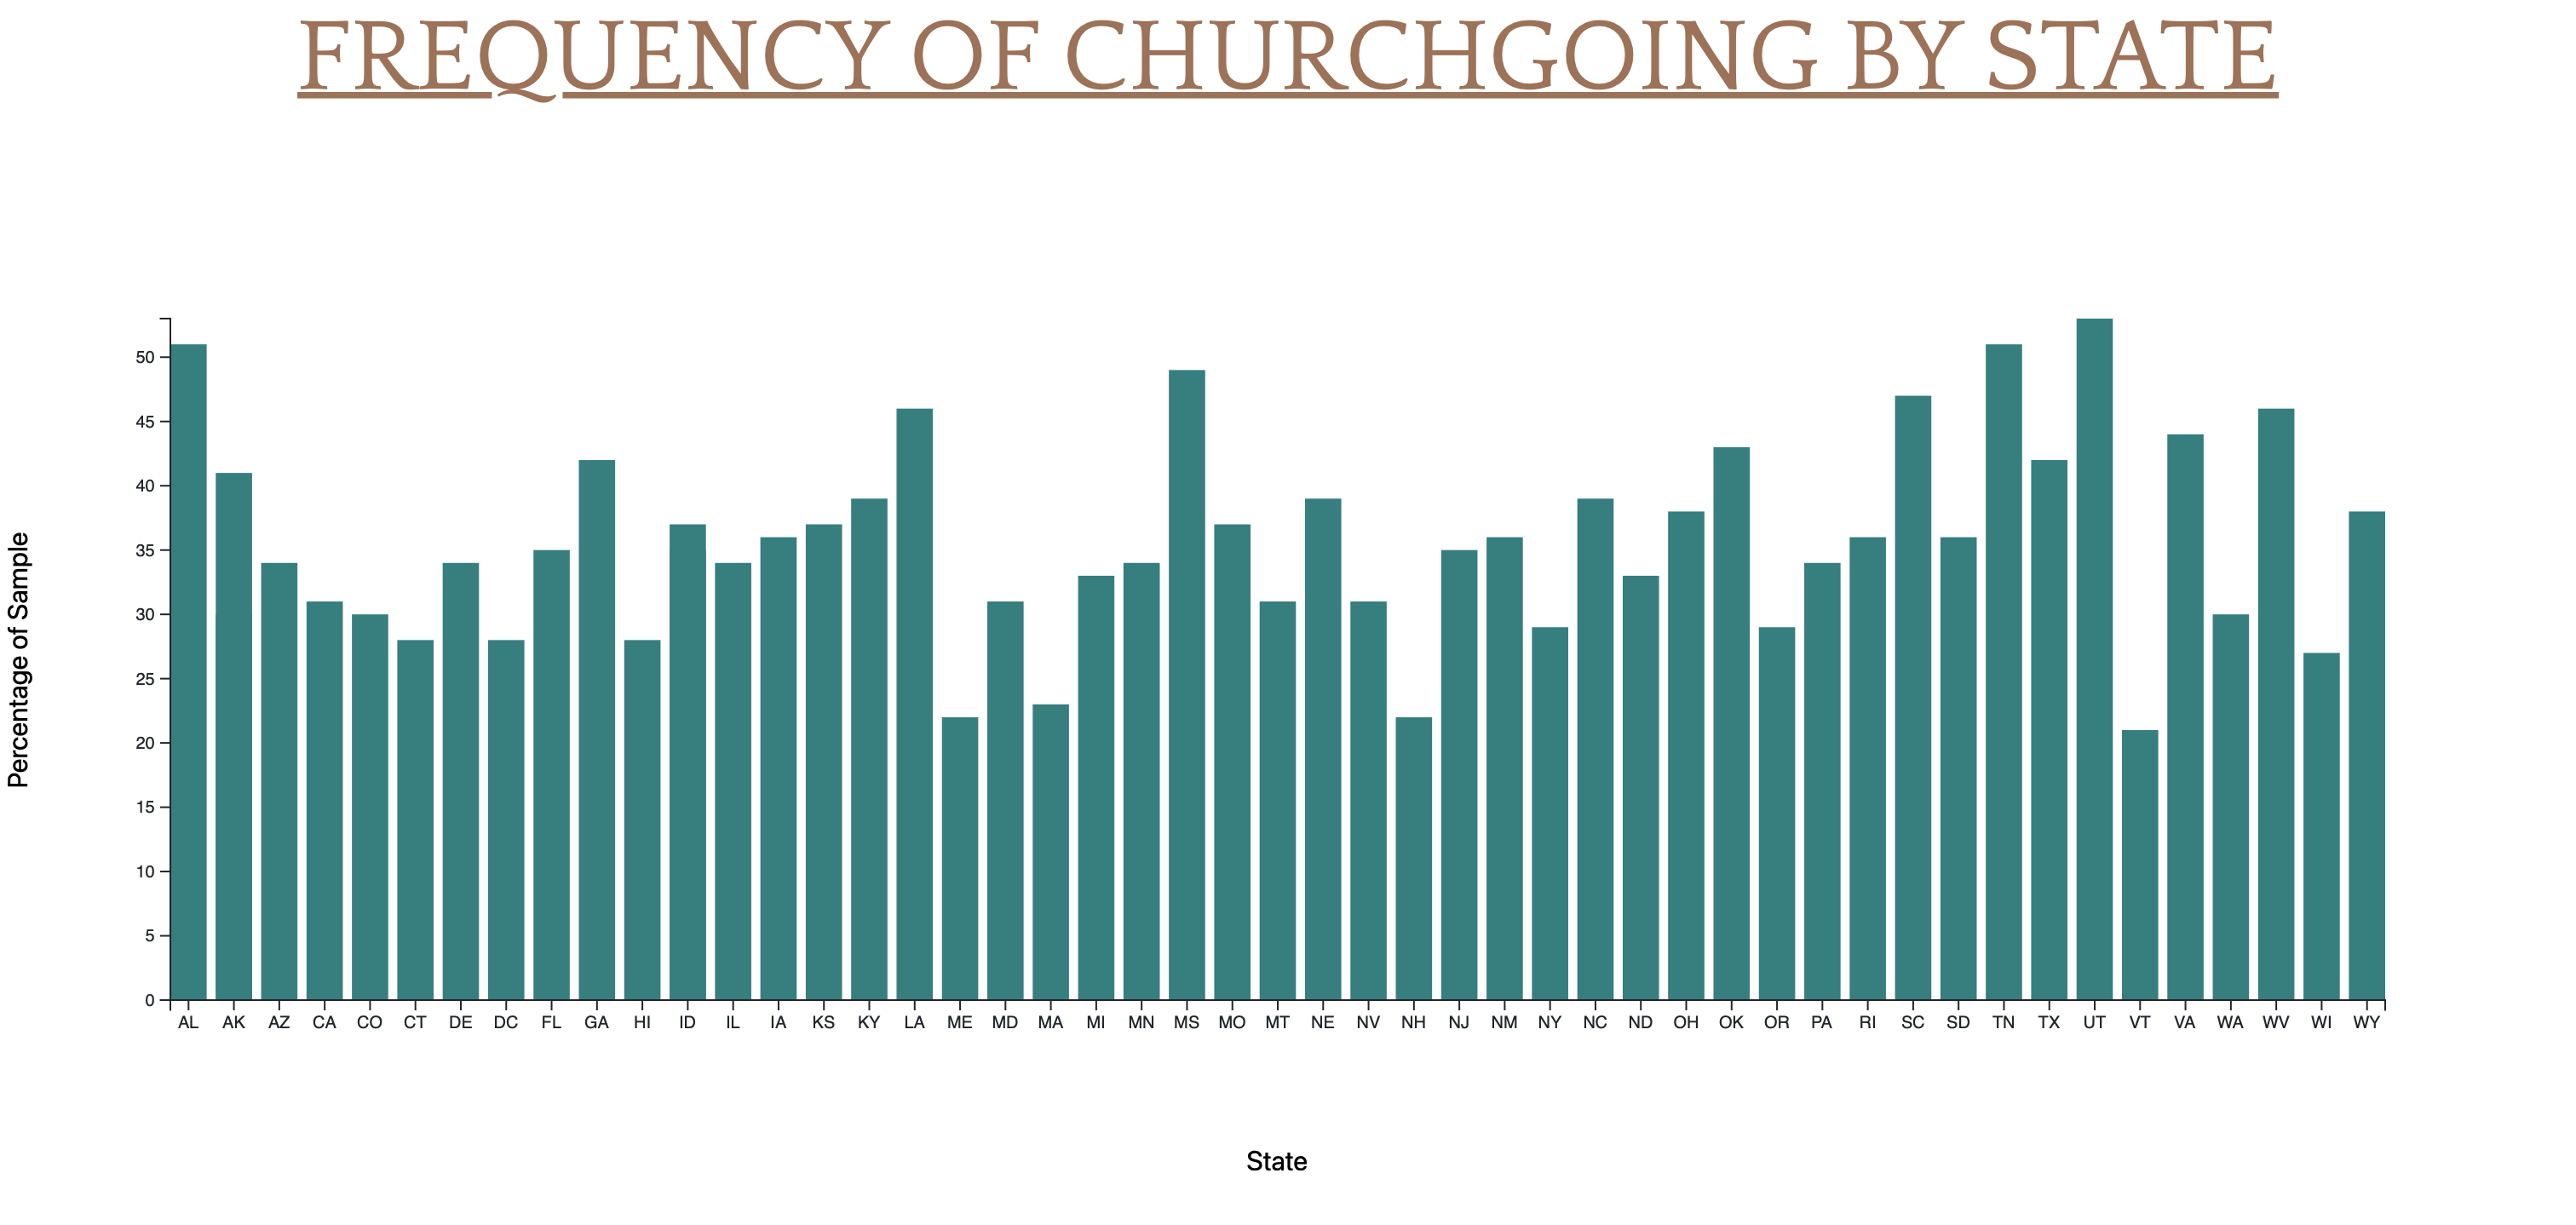 FREQUENCY OF CHURCHGOING BY STATE
Percentage of Sample
50
45
40
35
30
25
20
15
10
5
0
AL AK AZ CA CO CT DE DC FL GA HI ID IL IA KS KY LA ME MD MA MI MN MS MO MT NE NV NH NJ NM NY NC ND OH OK OR PA RI SC SD TN TX UT VT VA WA WV WI WY
State